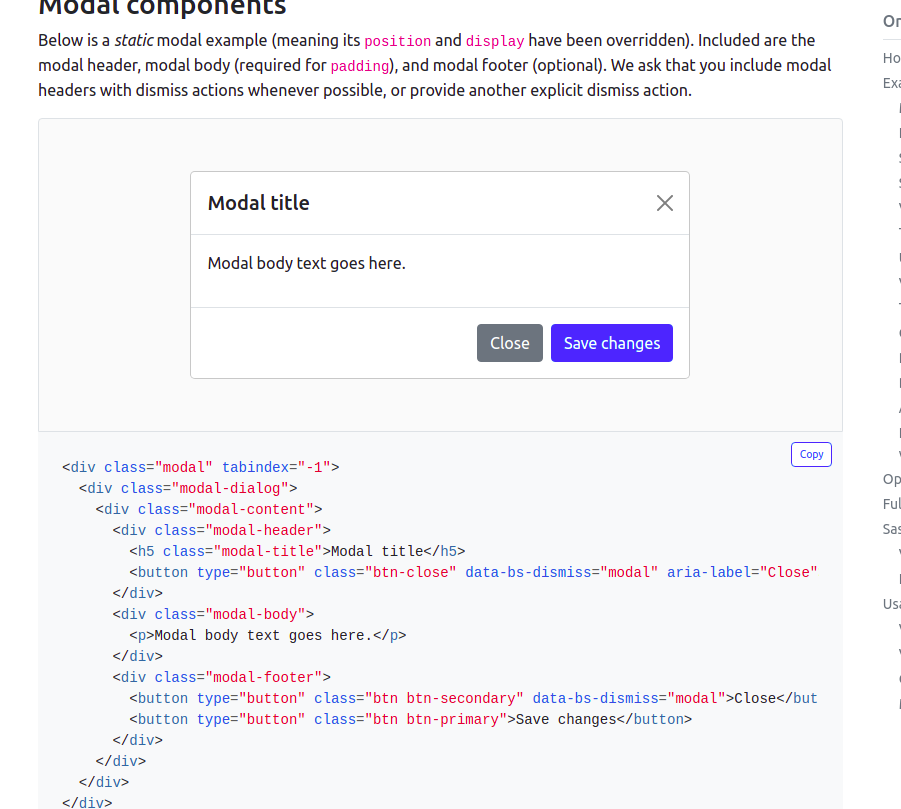 Modal components
Below is a static modal example (meaning its position and display have been overridden). Included are the
modal header, modal body (required for padding), and modal footer (optional). We ask that you include modal
headers with dismiss actions whenever possible, or provide another explicit dismiss action.
Modal title
Modal body text goes here.
Close Save changes
Copy
<div class="modal" tabindex="-1">
  <div class="modal-dialog">
    <div class="modal-content">
      <div class="modal-header">
        <h5 class="modal-title">Modal title</h5>
        <button type="button" class="btn-close" data-bs-dismiss="modal" aria-label="Close"
      </div>
      <div class="modal-body">
        <p>Modal body text goes here.</p>
      </div>
      <div class="modal-footer">
        <button type="button" class="btn btn-secondary" data-bs-dismiss="modal">Close</but
        <button type="button" class="btn btn-primary">Save changes</button>
      </div>
    </div>
  </div>
</div>